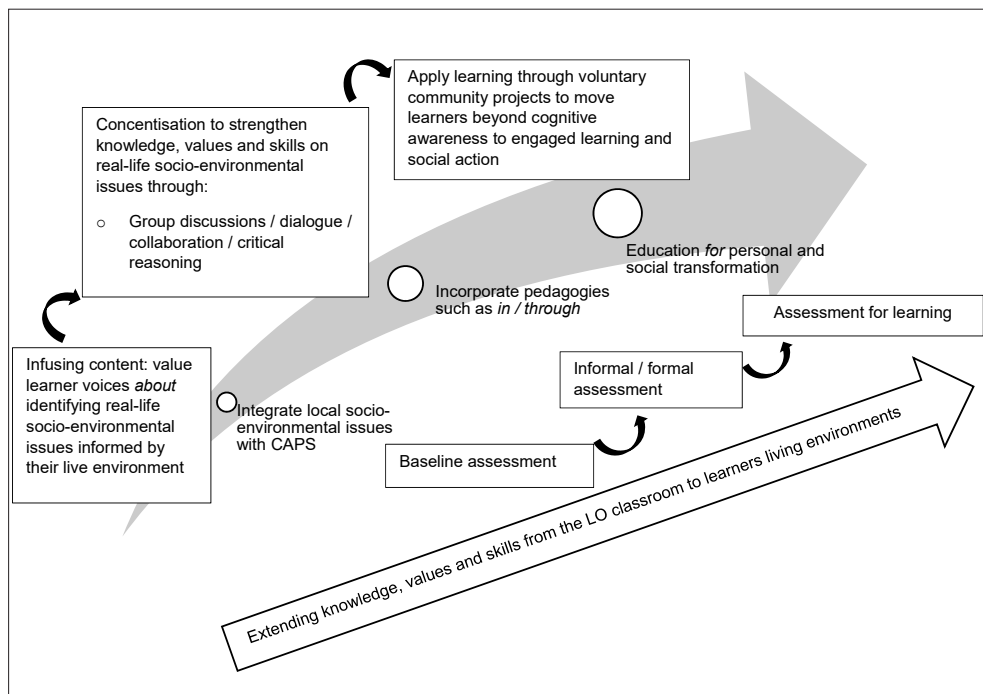 Apply learning through voluntary
community projects to move
learners beyond cognitive
awareness to engaged learning and
social action
Concentisation to strengthen
knowledge, values and skills on
real-life socio-environmental
issues through:
○ Group discussions / dialogue /
collaboration / critical
reasoning
Education for personal and
social transformation
Incorporate pedagogies
such as in / through
Assessment for learning
Infusing content: value
learner voices about
identifying real-life
socio-environmental
issues informed by
their live environment
Informal / formal
assessment
Integrate local socio-
environmental issues
with CAPS
Baseline assessment
Extending knowledge, values and skills from the LO classroom to learners living environments